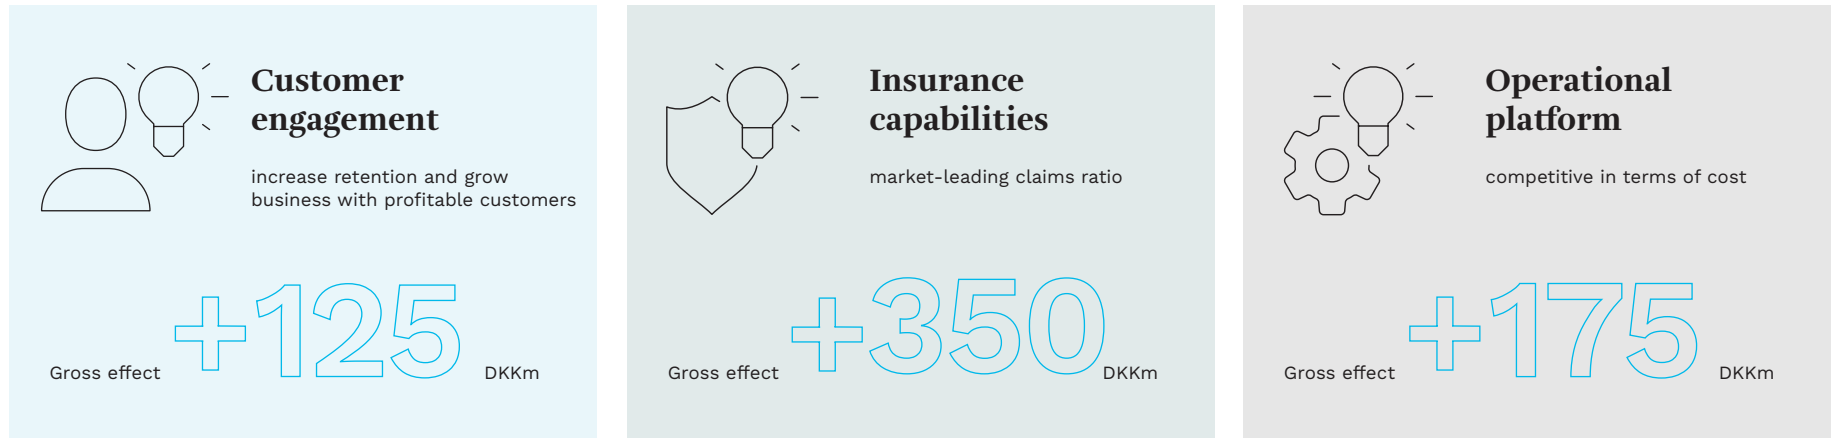 Customer
engagement
increase retention and grow
business with profitable customers
Gross effect +125 DKKm
Insurance
capabilities
market-leading claims ratio
Gross effect +350 DKKm
Operational
platform
competitive in terms of cost
Gross effect +175 DKKm